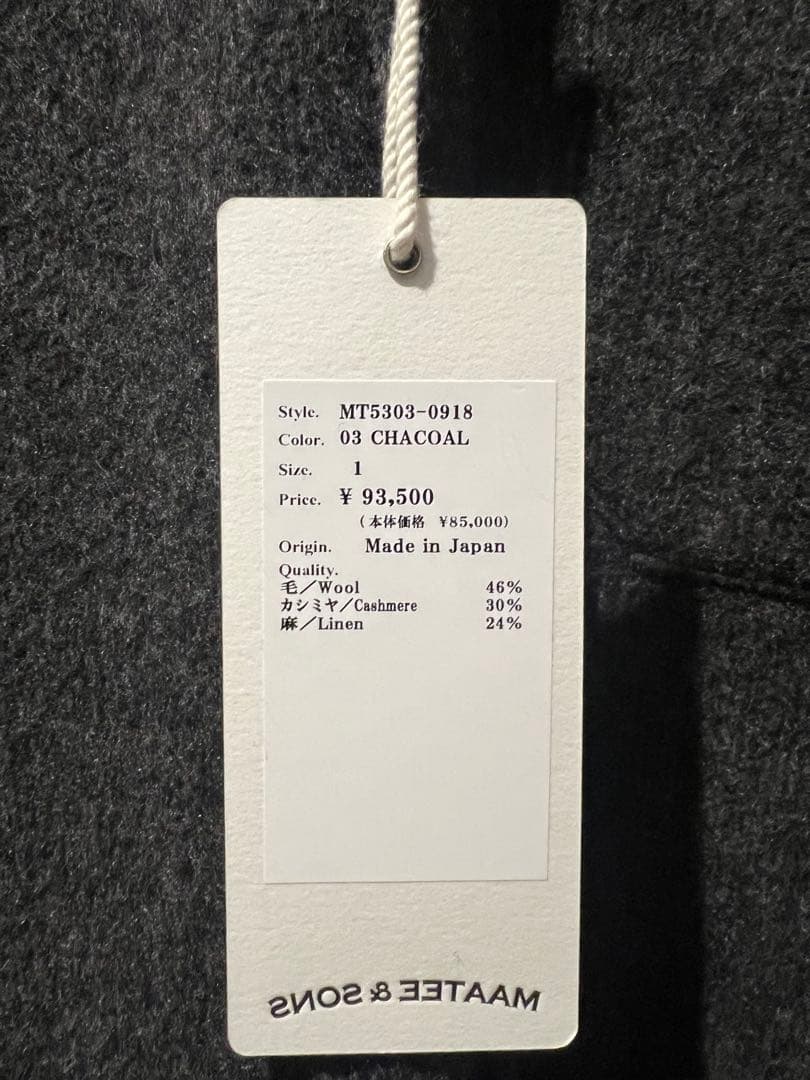 Style. MT5303-0918
Color. 03 CHACOAL
Size. 1
Price. ¥ 93,500
(本体価格 ¥85,000)
Origin. Made in Japan
Quality.
毛／Wool 46%
カシミヤ／Cashmere 30%
麻／Linen 24%
MAATEE & SONS